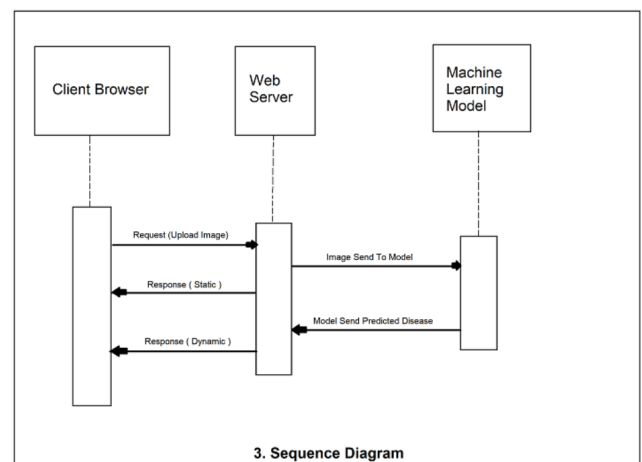 Client Browser
Web
Server
Machine
Learning
Model
Request (Upload Image)
Image Send To Model
Response ( Static )
Model Send Predicted Disease
Response ( Dynamic )
3. Sequence Diagram